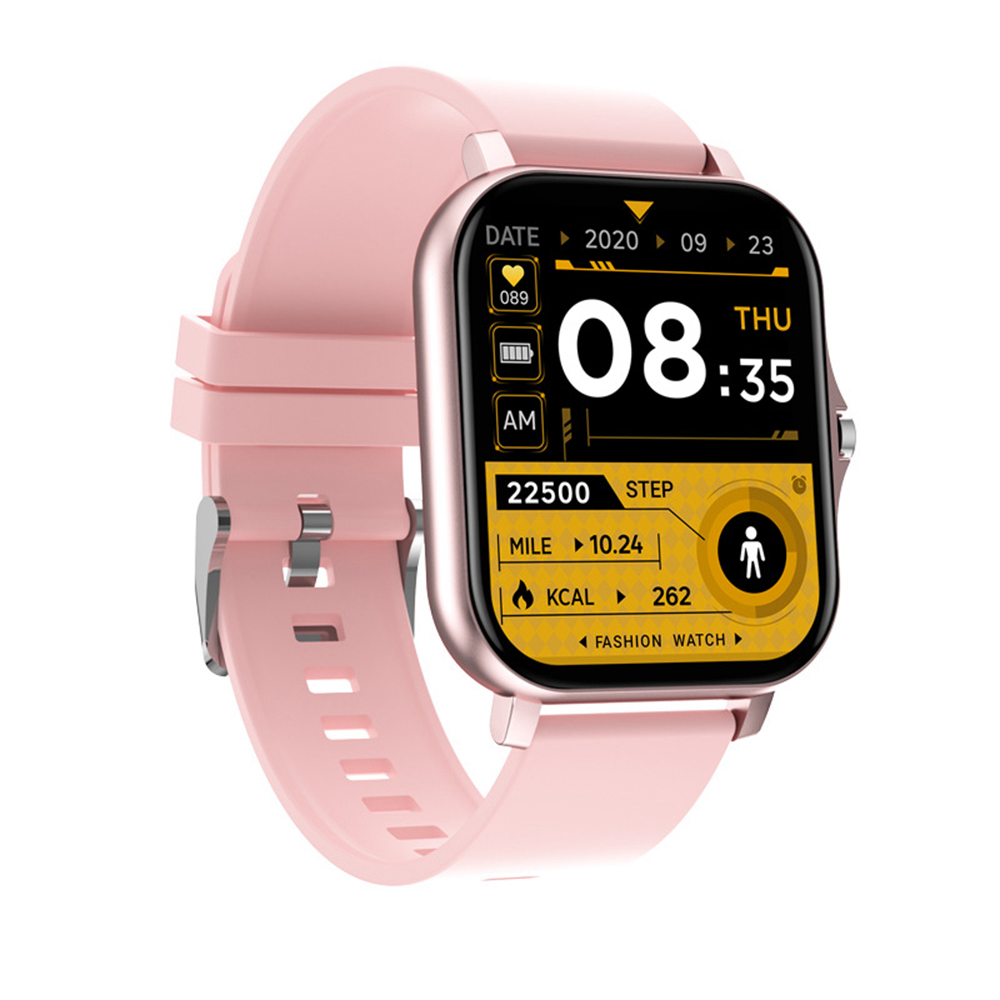 DATE 2020 09 23
089
THU
08:35
AM
22500 STEP
MILE 10.24
KCAL 262
FASHION WATCH